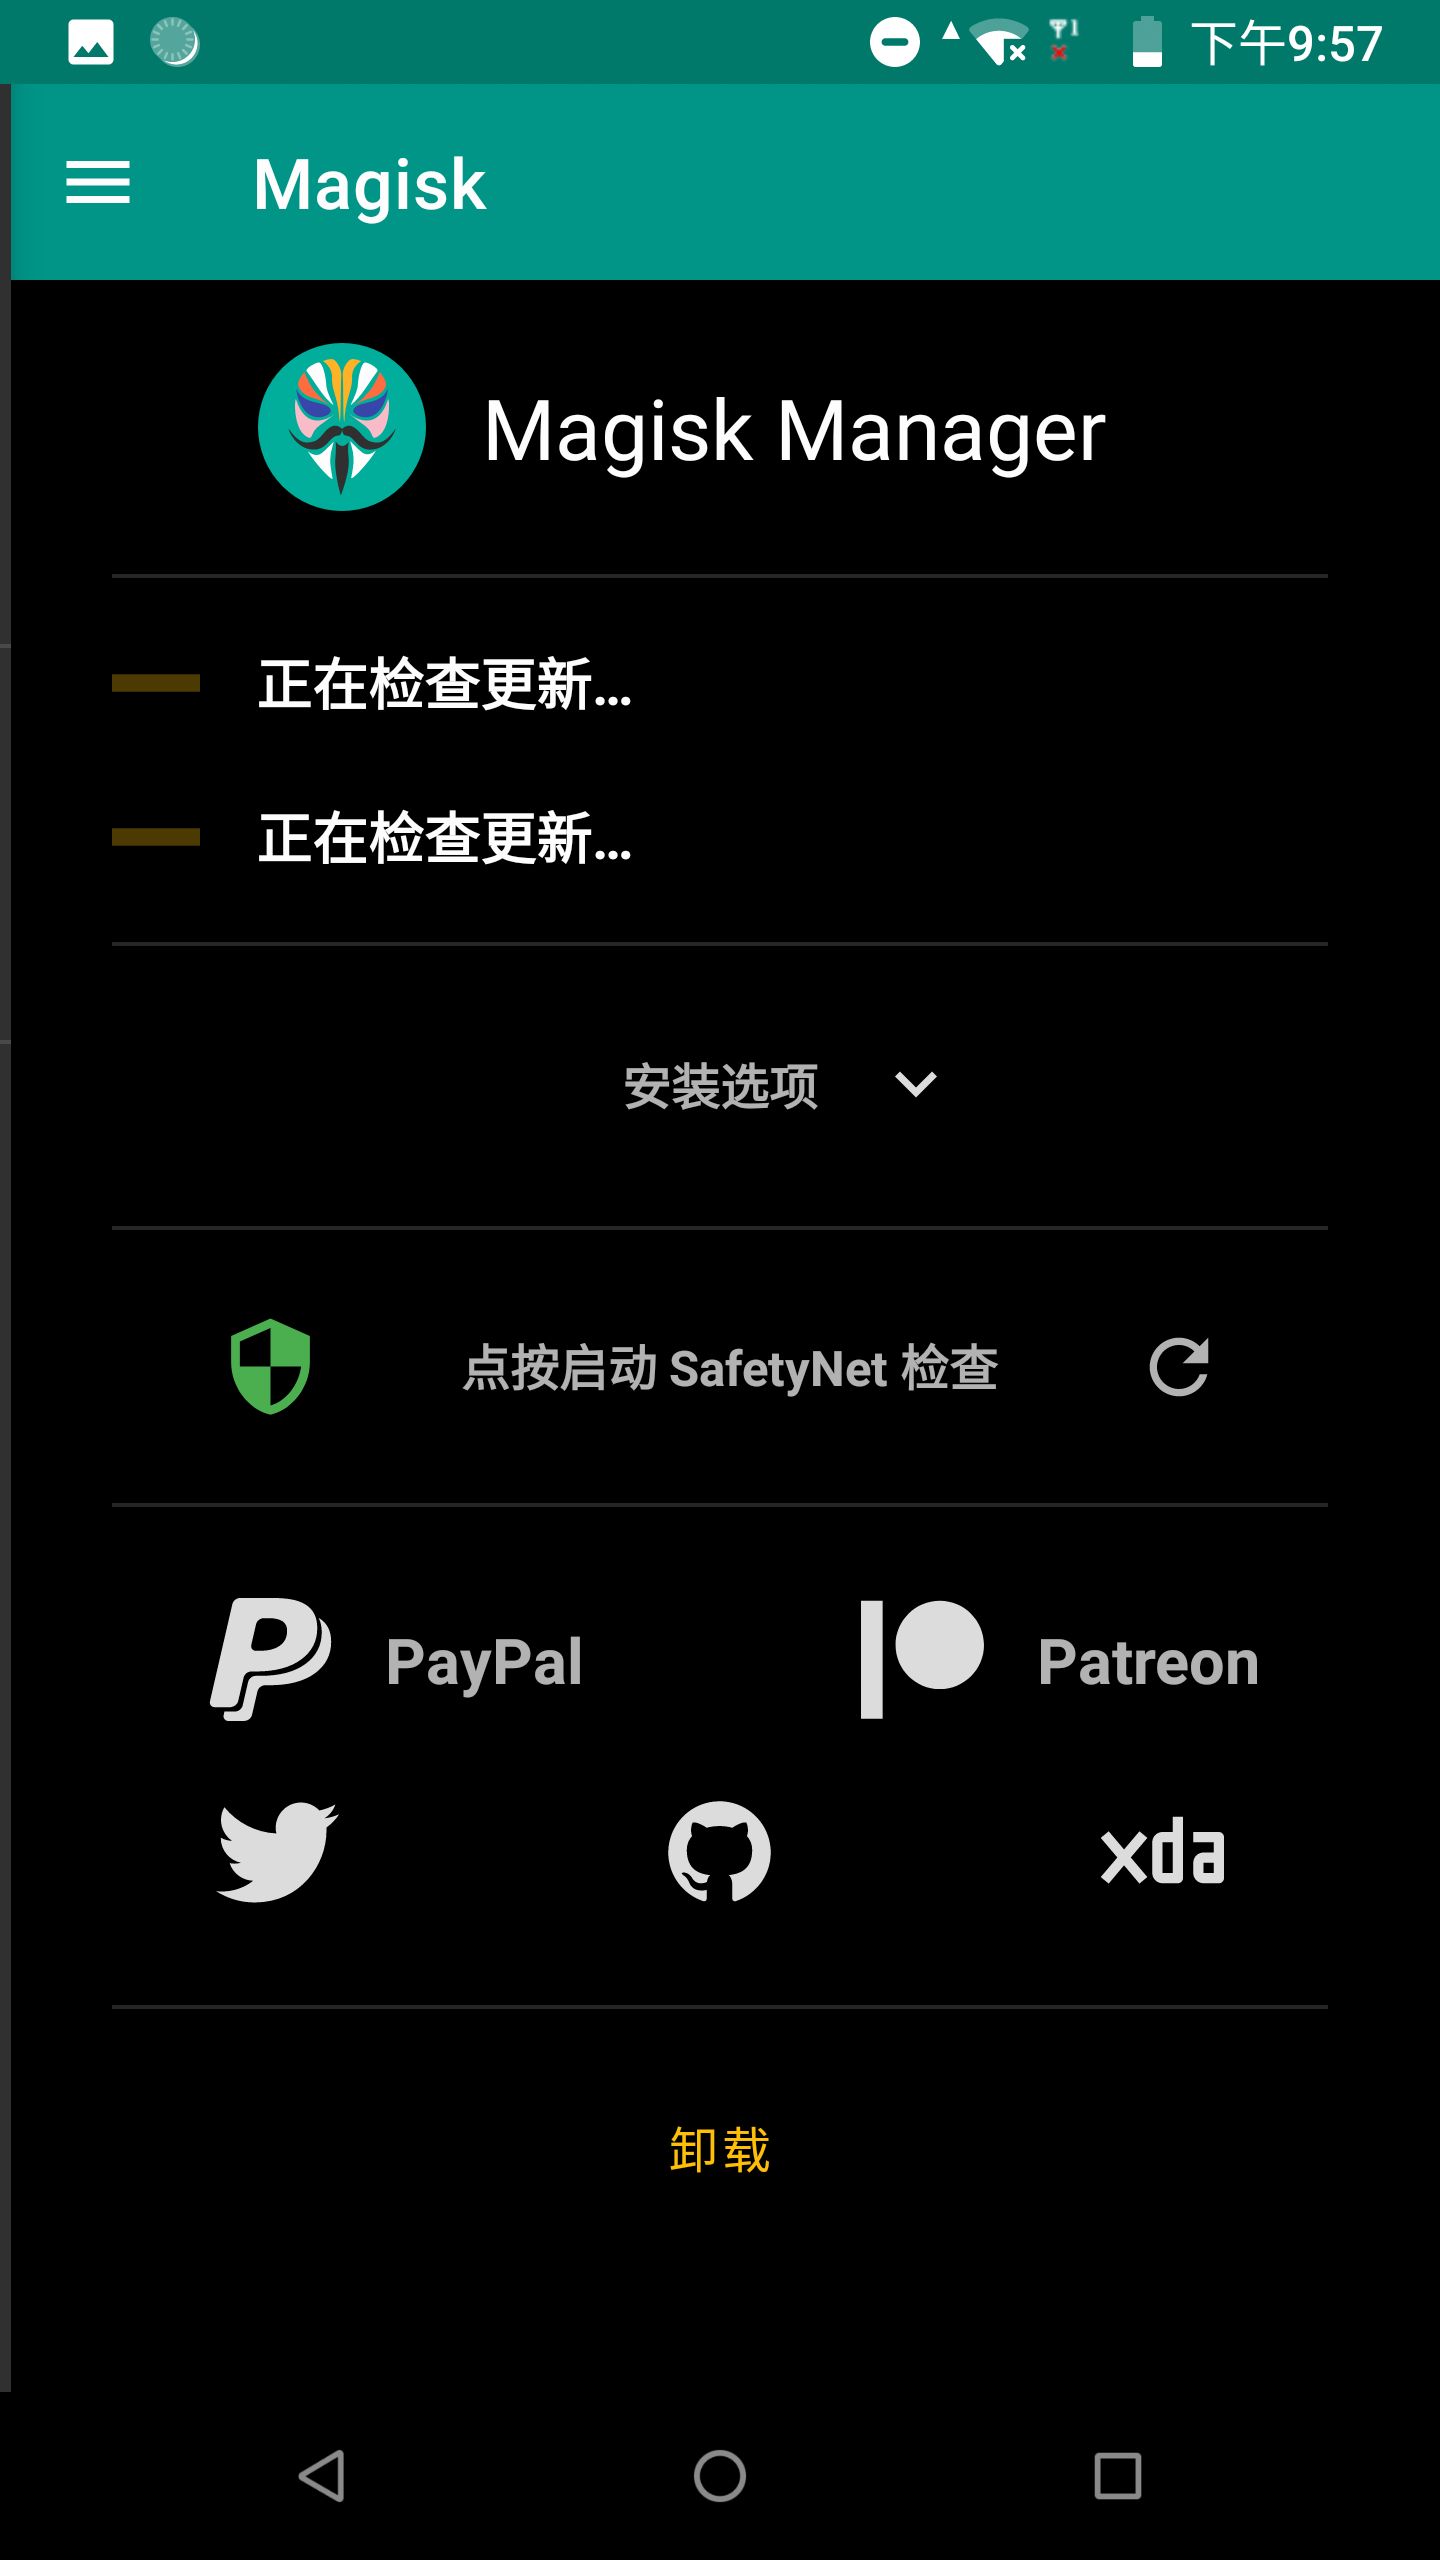 下午9:57
Magisk
Magisk Manager
正在检查更新...
正在检查更新...
安装选项
点按启动 SafetyNet 检查
PayPal
Patreon
xda
卸载